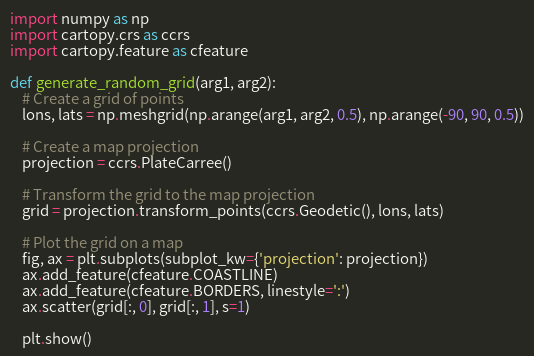 import numpy as np
import cartopy.crs as ccrs
import cartopy.feature as cfeature

def generate_random_grid(arg1, arg2):
    # Create a grid of points
    lons, lats = np.meshgrid(np.arange(arg1, arg2, 0.5), np.arange(-90, 90, 0.5))

    # Create a map projection
    projection = ccrs.PlateCarree()

    # Transform the grid to the map projection
    grid = projection.transform_points(ccrs.Geodetic(), lons, lats)

    # Plot the grid on a map
    fig, ax = plt.subplots(subplot_kw={'projection': projection})
    ax.add_feature(cfeature.COASTLINE)
    ax.add_feature(cfeature.BORDERS, linestyle=':')
    ax.scatter(grid[:, 0], grid[:, 1], s=1)

    plt.show()